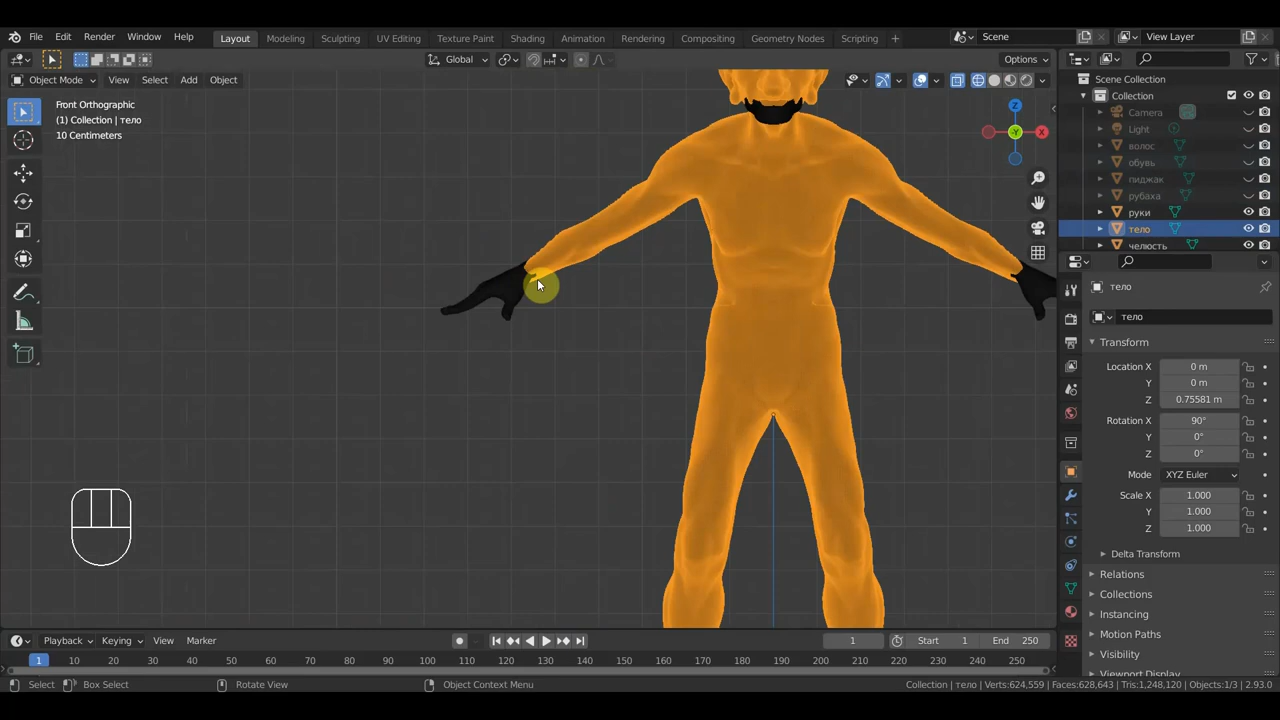 File Edit Render Window Help Layout Modeling Sculpting UV Editing Texture Paint Shading Animation Rendering Compositing Geometry Nodes Scripting + Scene View Layer
Global Options
Object Mode View Select Add Object
Front Orthographic
(1) Collection | тело
10 Centimeters
Z
X
-Y
Scene Collection
Collection
Camera
Light
волос
обувь
пиджак
рубаха
руки
тело
челюсть
тело
тело
Transform
Location X 0 m
Y 0 m
Z 0.75581 m
Rotation X 90°
Y 0°
Z 0°
Mode XYZ Euler
Scale X 1.000
Y 1.000
Z 1.000
Delta Transform
Relations
Collections
Instancing
Motion Paths
Visibility
Viewport Display
Playback Keying View Marker 1 Start 1 End 250
1 10 20 30 40 50 60 70 80 90 100 110 120 130 140 150 160 170 180 190 200 210 220 230 240 250
Select Box Select Rotate View Object Context Menu Collection | тело | Verts:624,559 | Faces:628,643 | Tris:1,248,120 | Objects:1/3 | 2.93.0